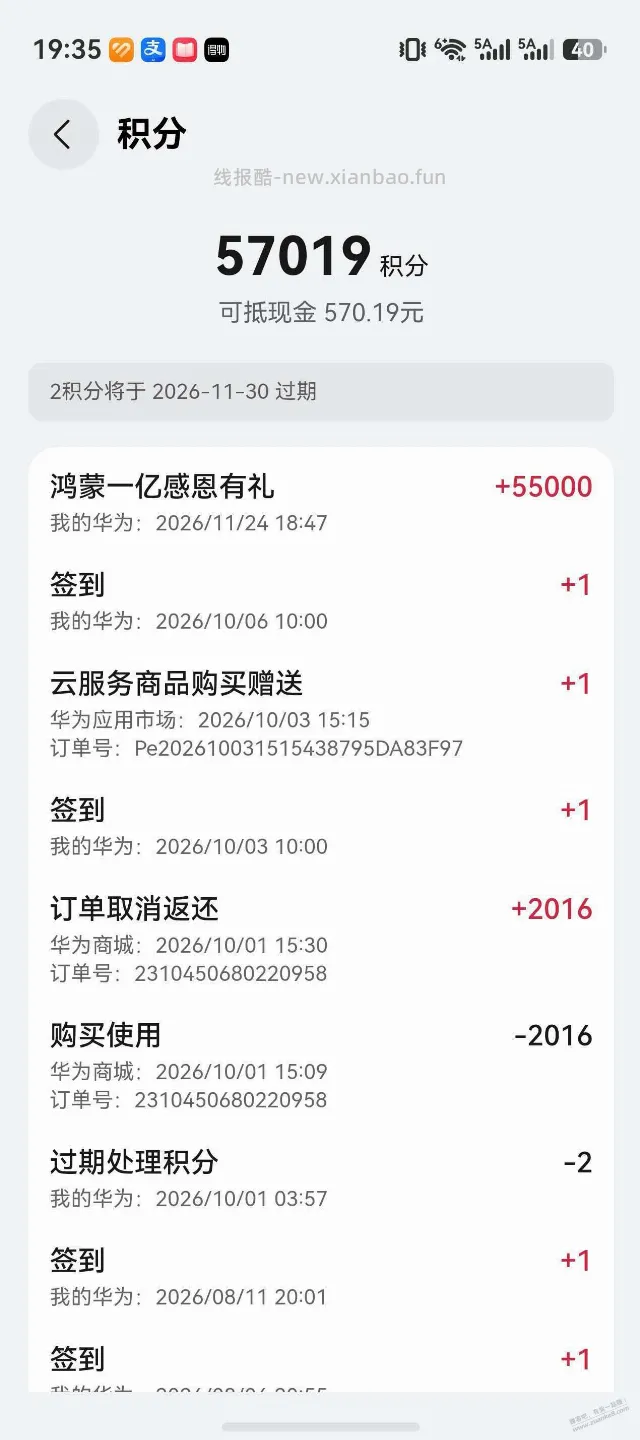 19:35
支
得物
6+
5A
5A
40
积分
线报酷-new.xianbao.fun
57019 积分
可抵现金 570.19元
2积分将于 2026-11-30 过期
鸿蒙一亿感恩有礼 +55000
我的华为：2026/11/24 18:47
签到 +1
我的华为：2026/10/06 10:00
云服务商品购买赠送 +1
华为应用市场：2026/10/03 15:15
订单号：Pe202610031515438795DA83F97
签到 +1
我的华为：2026/10/03 10:00
订单取消返还 +2016
华为商城：2026/10/01 15:30
订单号：2310450680220958
购买使用 -2016
华为商城：2026/10/01 15:09
订单号：2310450680220958
过期处理积分 -2
我的华为：2026/10/01 03:57
签到 +1
我的华为：2026/08/11 20:01
签到 +1